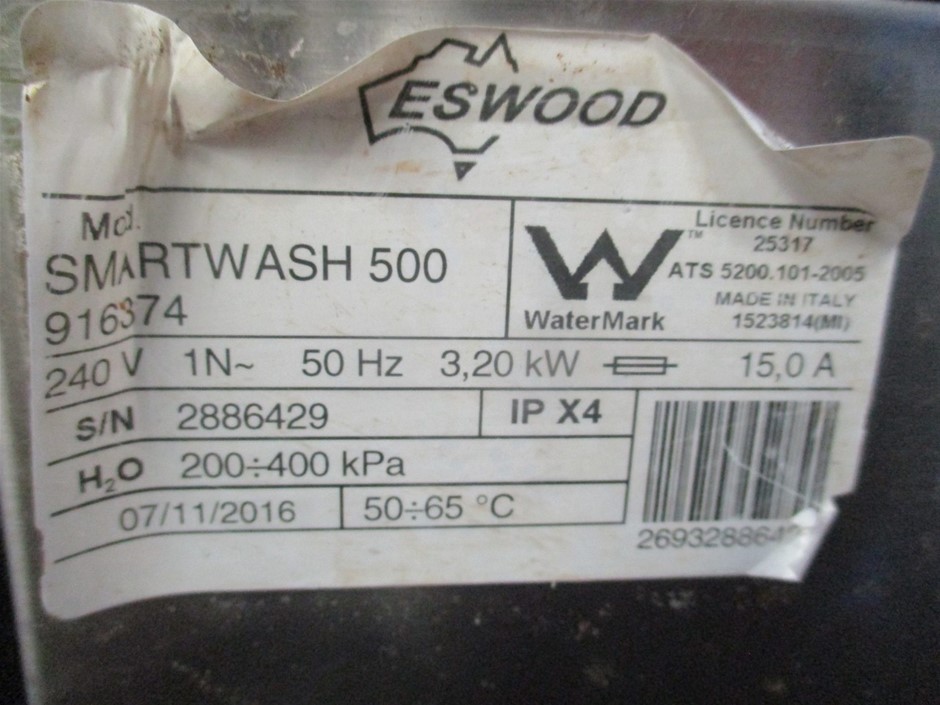 ESWOOD
Mod.
SMARTWASH 500
916374
WaterMark
™
Licence Number
25317
ATS 5200.101-2005
MADE IN ITALY
1523814(MI)
240 V 1N~ 50 Hz 3,20 kW 15,0 A
S/N 2886429 IP X4
H₂O 200÷400 kPa
07/11/2016 50÷65 °C